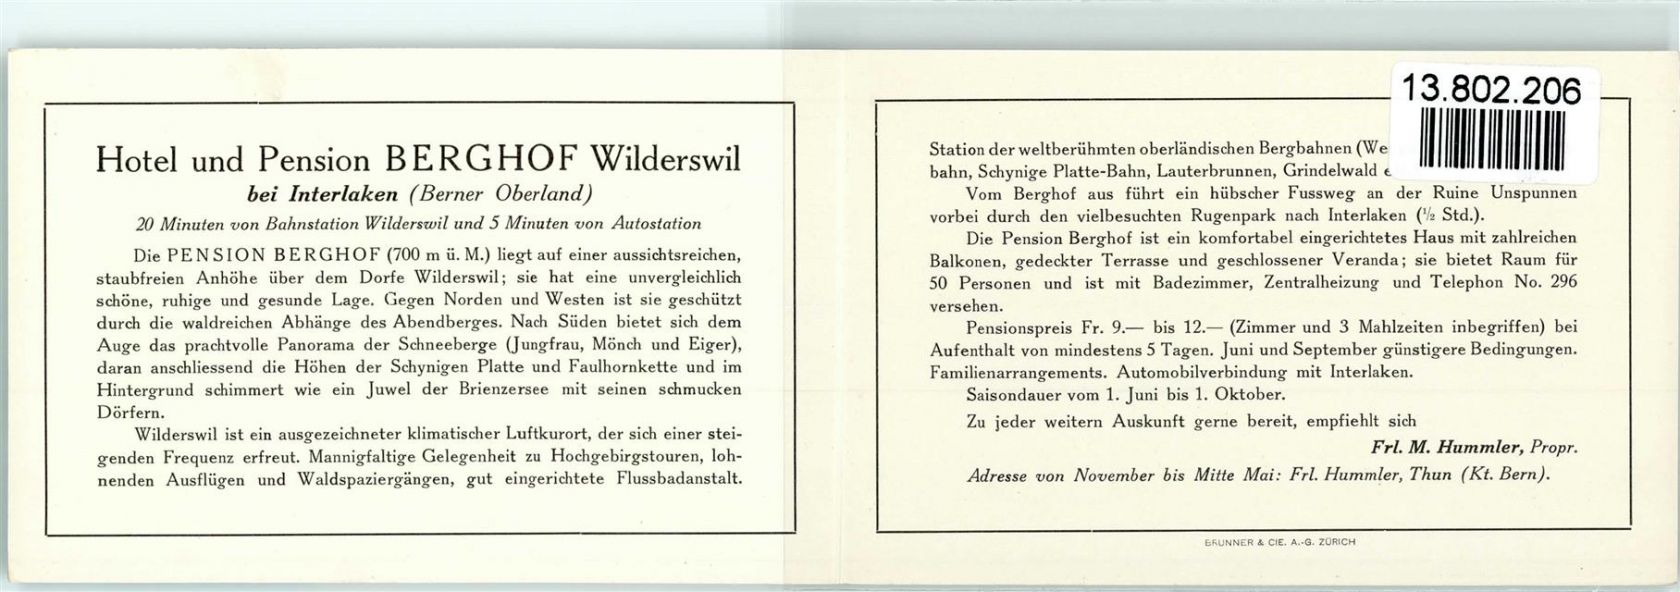 Hotel und Pension BERGHOF Wilderswil
bei Interlaken (Berner Oberland)
20 Minuten von Bahnstation Wilderswil und 5 Minuten von Autostation
Die PENSION BERGHOF (700 m ü. M.) liegt auf einer aussichtsreichen,
staubfreien Anhöhe über dem Dorfe Wilderswil; sie hat eine unvergleichlich
schöne, ruhige und gesunde Lage. Gegen Norden und Westen ist sie geschützt
durch die waldreichen Abhänge des Abendberges. Nach Süden bietet sich dem
Auge das prachtvolle Panorama der Schneeberge (Jungfrau, Mönch und Eiger),
daran anschliessend die Höhen der Schynigen Platte und Faulhornkette und im
Hintergrund schimmert wie ein Juwel der Brienzersee mit seinen schmucken
Dörfern.
Wilderswil ist ein ausgezeichneter klimatischer Luftkurort, der sich einer stei-
genden Frequenz erfreut. Mannigfaltige Gelegenheit zu Hochgebirgstouren, loh-
nenden Ausflügen und Waldspaziergängen, gut eingerichtete Flussbadanstalt.
13.802.206
Station der weltberühmten oberländischen Bergbahnen (We
bahn, Schynige Platte-Bahn, Lauterbrunnen, Grindelwald
Vom Berghof aus führt ein hübscher Fussweg an der Ruine Unspunnen
vorbei durch den vielbesuchten Rugenpark nach Interlaken (½ Std.).
Die Pension Berghof ist ein komfortabel eingerichtetes Haus mit zahlreichen
Balkonen, gedeckter Terrasse und geschlossener Veranda; sie bietet Raum für
50 Personen und ist mit Badezimmer, Zentralheizung und Telephon No. 296
versehen.
Pensionspreis Fr. 9.— bis 12.— (Zimmer und 3 Mahlzeiten inbegriffen) bei
Aufenthalt von mindestens 5 Tagen. Juni und September günstigere Bedingungen.
Familienarrangements. Automobilverbindung mit Interlaken.
Saisondauer vom 1. Juni bis 1. Oktober.
Zu jeder weitern Auskunft gerne bereit, empfiehlt sich
Frl. M. Hummler, Propr.
Adresse von November bis Mitte Mai: Frl. Hummler, Thun (Kt. Bern).
BRUNNER & CIE. A.-G. ZÜRICH